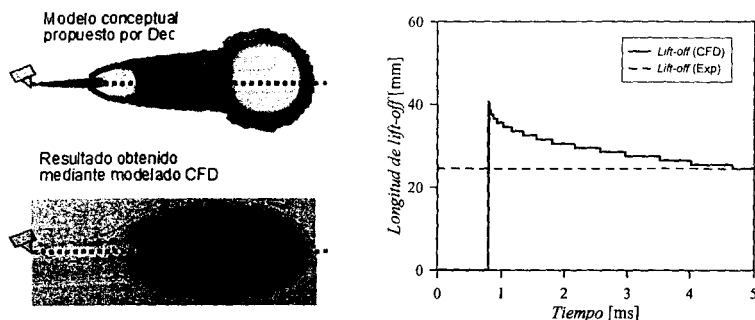 Modelo conceptual
propuesto por Dec
Resultado obtenido
mediante modelado CFD
Longitud de lift-off [mm]
60
40
20
0
Lift-off (CFD)
Lift-off (Exp)
0 1 2 3 4 5
Tiempo [ms]